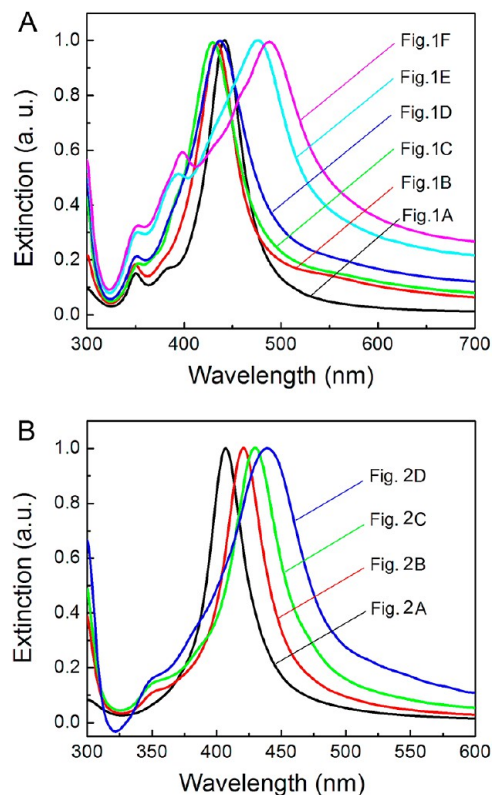 A
Extinction (a. u.)
1.0
0.8
0.6
0.4
0.2
0.0
Fig.1F
Fig.1E
Fig.1D
Fig.1C
Fig.1B
Fig.1A
300 400 500 600 700
Wavelength (nm)
B
Extinction (a.u.)
1.0
0.8
0.6
0.4
0.2
0.0
Fig. 2D
Fig. 2C
Fig. 2B
Fig. 2A
300 350 400 450 500 550 600
Wavelength (nm)